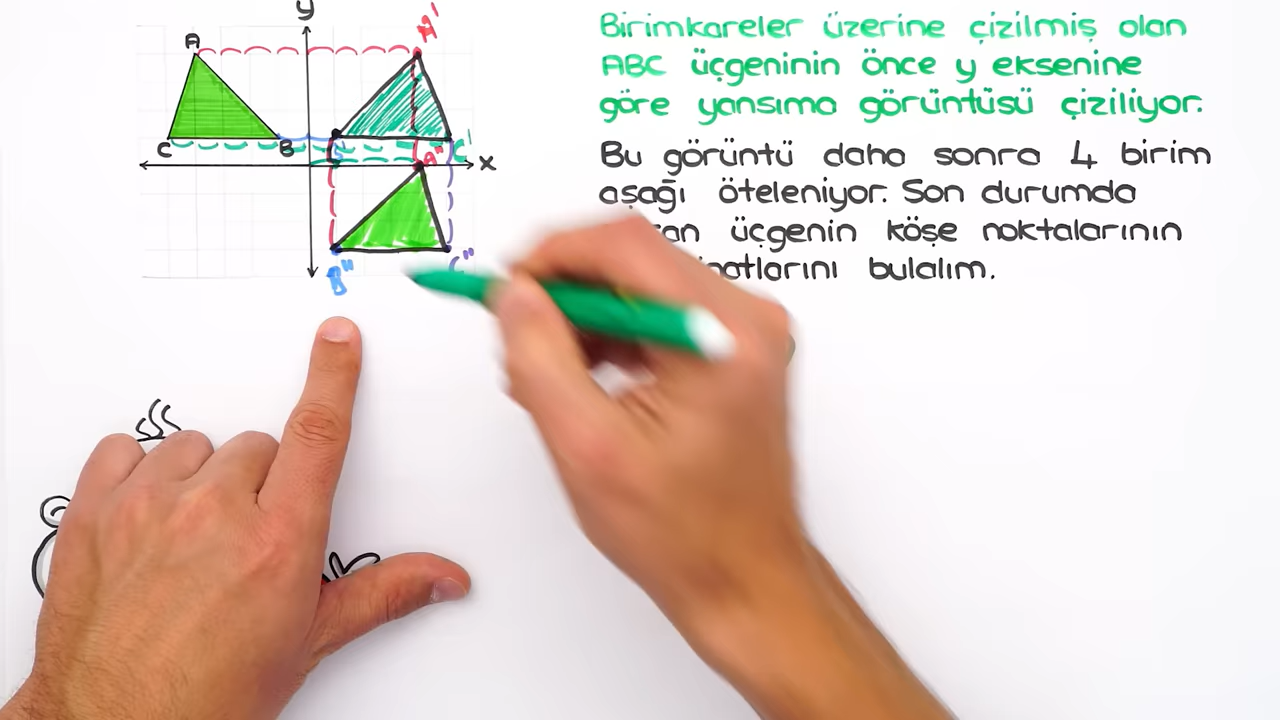 y
A
A'
Birimkareler üzerine çizilmiş olan
ABC üçgeninin önce y eksenine
göre yansıma görüntüsü çiziliyor.
C
B
C'
A"
x
Bu görüntü daha sonra 4 birim
aşağı öteleniyor. Son durumda
üçgenin köşe noktalarının
bulalım.
B"
C"